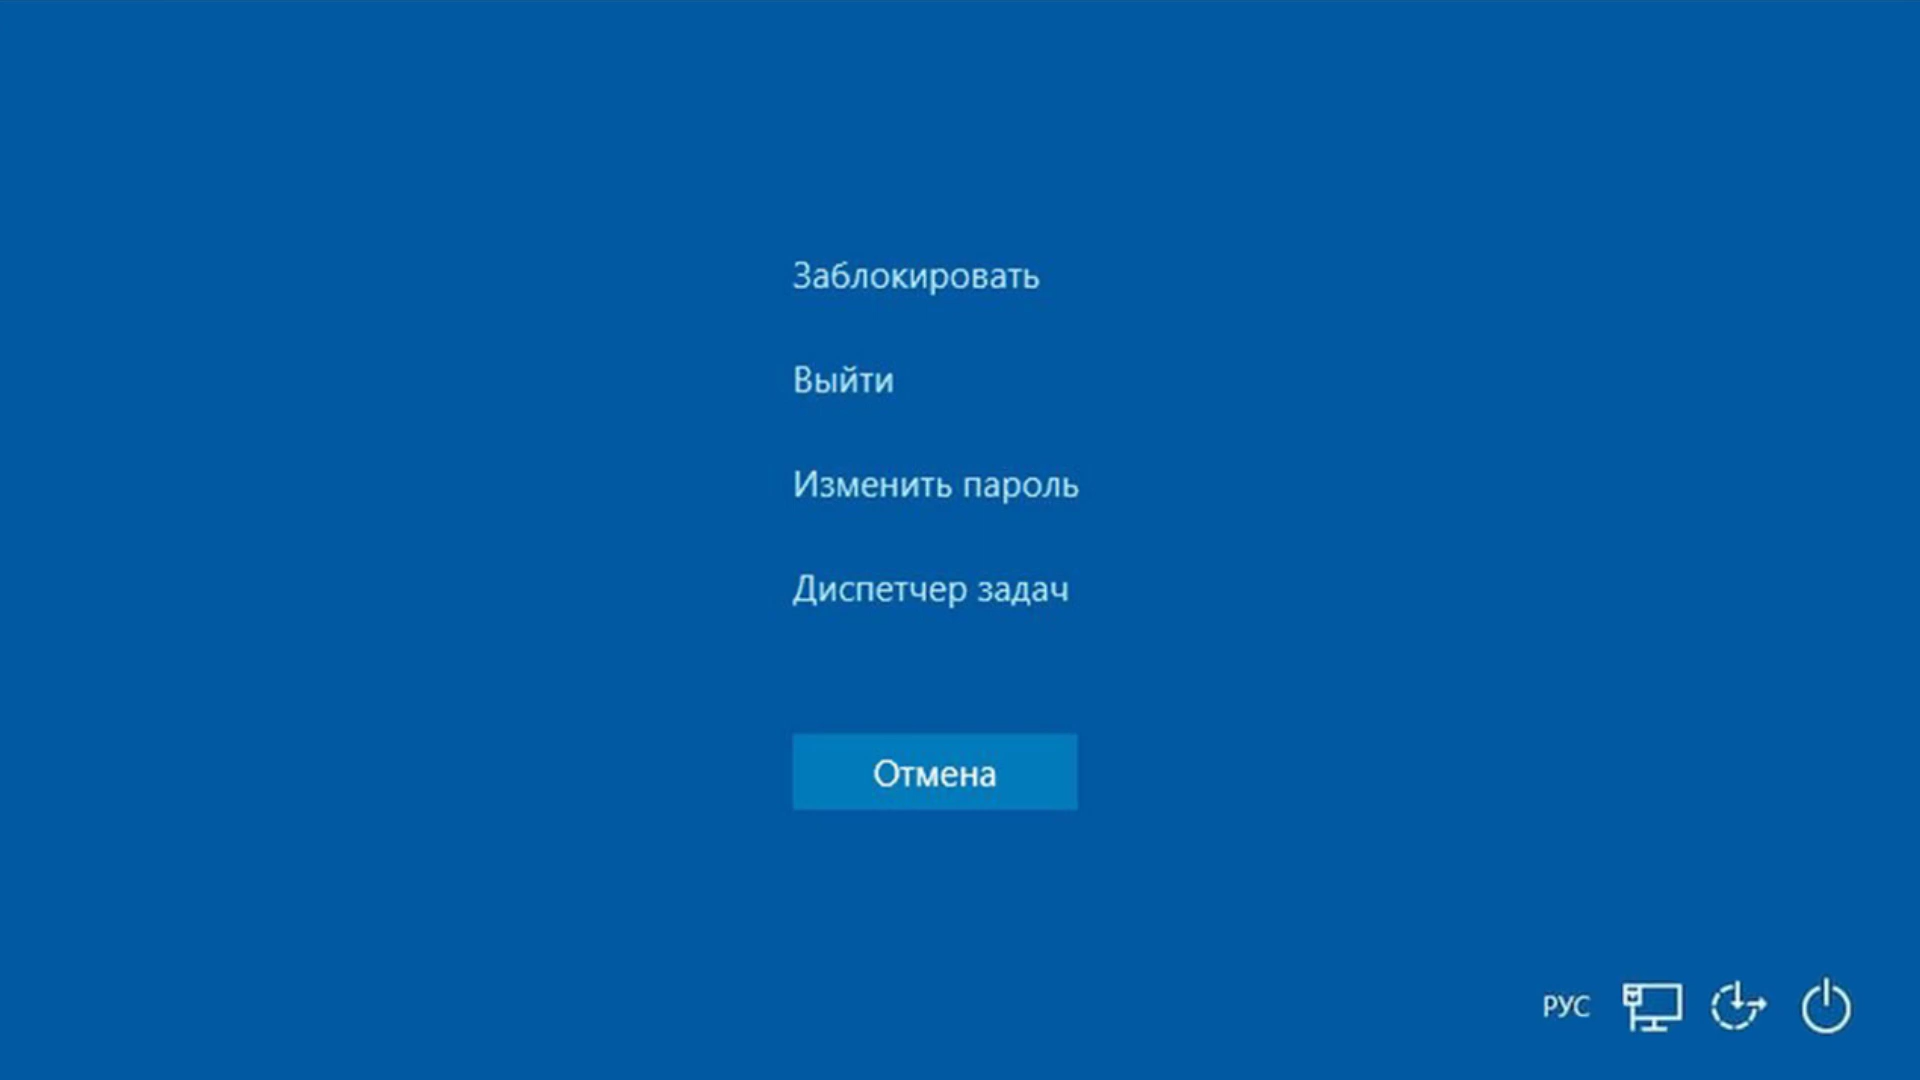 Заблокировать
Выйти
Изменить пароль
Диспетчер задач
Отмена
РУС